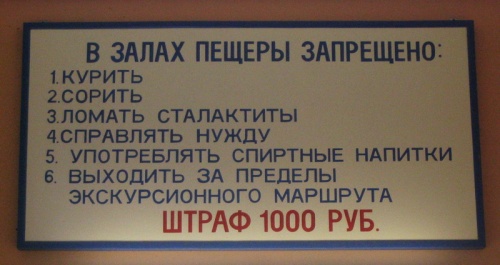 В ЗАЛАХ ПЕЩЕРЫ ЗАПРЕЩЕНО:
1.КУРИТЬ
2.СОРИТЬ
3.ЛОМАТЬ СТАЛАКТИТЫ
4.СПРАВЛЯТЬ НУЖДУ
5. УПОТРЕБЛЯТЬ СПИРТНЫЕ НАПИТКИ
6. ВЫХОДИТЬ ЗА ПРЕДЕЛЫ
ЭКСКУРСИОННОГО МАРШРУТА
ШТРАФ 1000 РУБ.